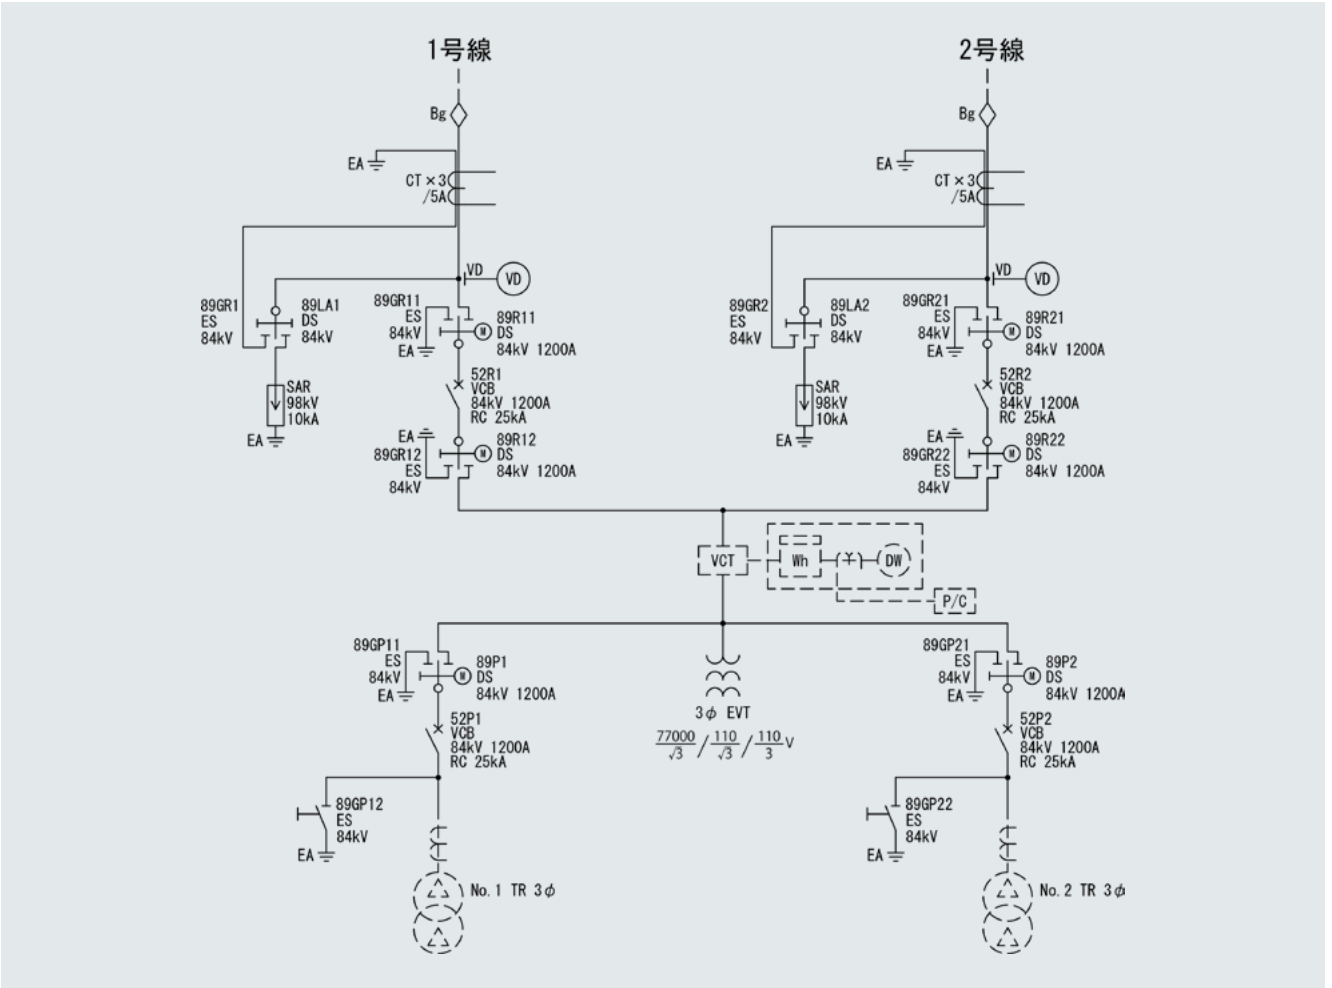 1号線
2号線
Bg
Bg
EA
EA
CT×3
/5A
CT×3
/5A
VD
VD
VD
VD
89GR1
ES
84kV
89LA1
DS
84kV
89GR11
ES
84kV
EA
89R11
M
DS
84kV 1200A
89GR2
ES
84kV
89LA2
DS
84kV
89GR21
ES
84kV
EA
89R21
M
DS
84kV 1200A
SAR
98kV
10kA
EA
52R1
VCB
84kV 1200A
RC 25kA
SAR
98kV
10kA
EA
52R2
VCB
84kV 1200A
RC 25kA
EA
89GR12
ES
84kV
89R12
M
DS
84kV 1200A
EA
89GR22
ES
84kV
89R22
M
DS
84kV 1200A
VCT
Wh
DW
P/C
89GP11
ES
84kV
EA
89P1
M
DS
84kV 1200A
89GP21
ES
84kV
EA
89P2
M
DS
84kV 1200A
3φ EVT
77000/√3 / 110/√3 / 110/3 V
52P1
VCB
84kV 1200A
RC 25kA
52P2
VCB
84kV 1200A
RC 25kA
89GP12
ES
84kV
EA
89GP22
ES
84kV
EA
No.1 TR 3φ
No.2 TR 3φ